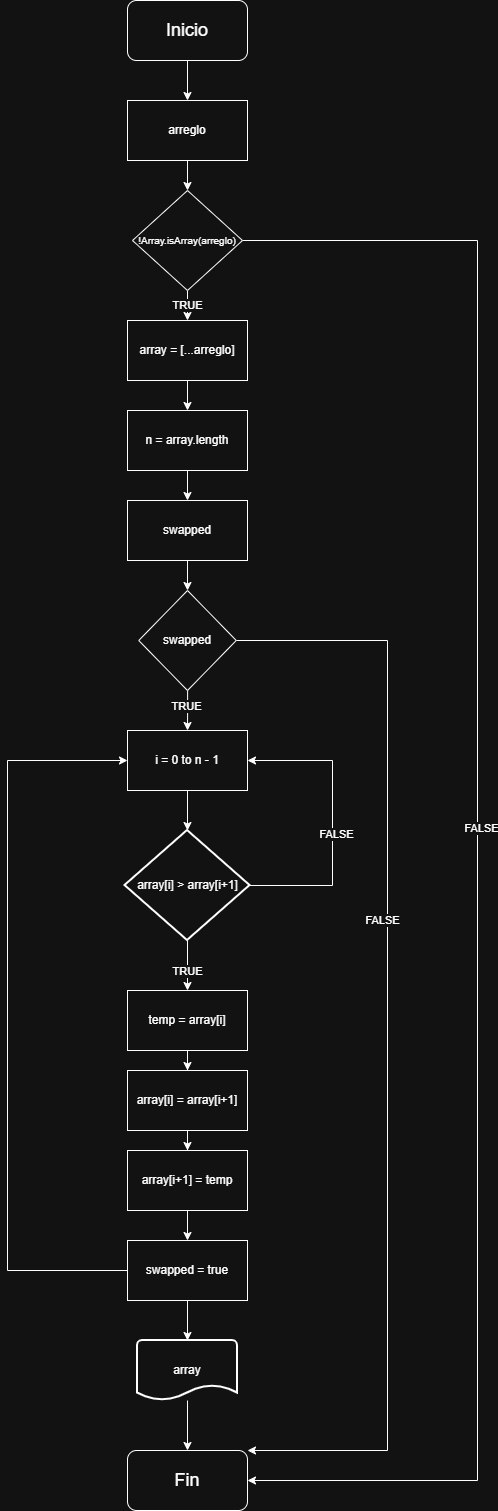 Inicio
arreglo
!Array.isArray(arreglo)
TRUE
array = [...arreglo]
n = array.length
swapped
swapped
TRUE
i = 0 to n - 1
FALSE
FALSE
array[i] > array[i+1]
FALSE
TRUE
temp = array[i]
array[i] = array[i+1]
array[i+1] = temp
swapped = true
array
Fin